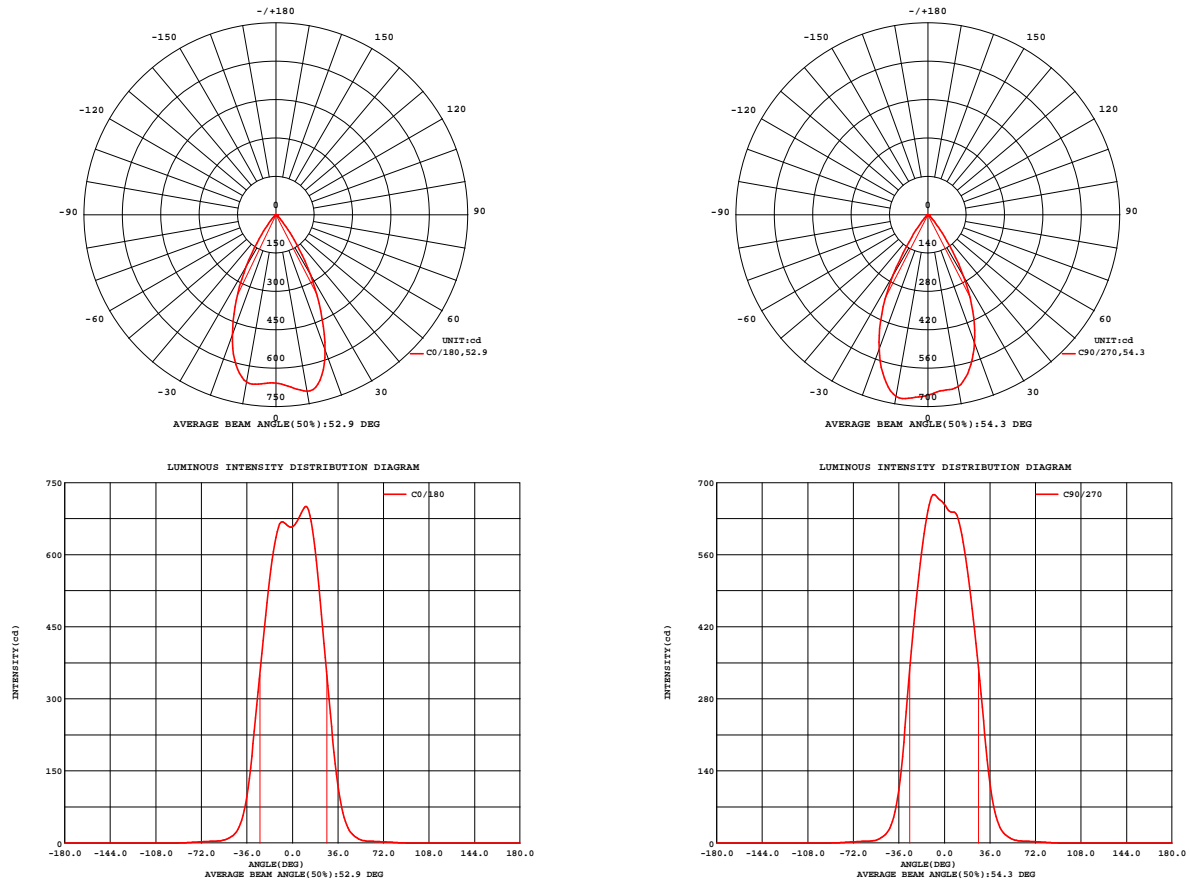 -/+180
-150
150
-120
120
-90
90
-60
60
-30
30
0
0
150
300
450
600
750
UNIT:cd
C0/180,52.9
AVERAGE BEAM ANGLE(50%):52.9 DEG
-/+180
-150
150
-120
120
-90
90
-60
60
-30
30
0
0
140
280
420
560
700
UNIT:cd
C90/270,54.3
AVERAGE BEAM ANGLE(50%):54.3 DEG
LUMINOUS INTENSITY DISTRIBUTION DIAGRAM
C0/180
INTENSITY(cd)
750
600
450
300
150
0
-180.0 -144.0 -108.0 -72.0 -36.0 0.0 36.0 72.0 108.0 144.0 180.0
ANGLE(DEG)
AVERAGE BEAM ANGLE(50%):52.9 DEG
LUMINOUS INTENSITY DISTRIBUTION DIAGRAM
C90/270
INTENSITY(cd)
700
560
420
280
140
0
-180.0 -144.0 -108.0 -72.0 -36.0 0.0 36.0 72.0 108.0 144.0 180.0
ANGLE(DEG)
AVERAGE BEAM ANGLE(50%):54.3 DEG